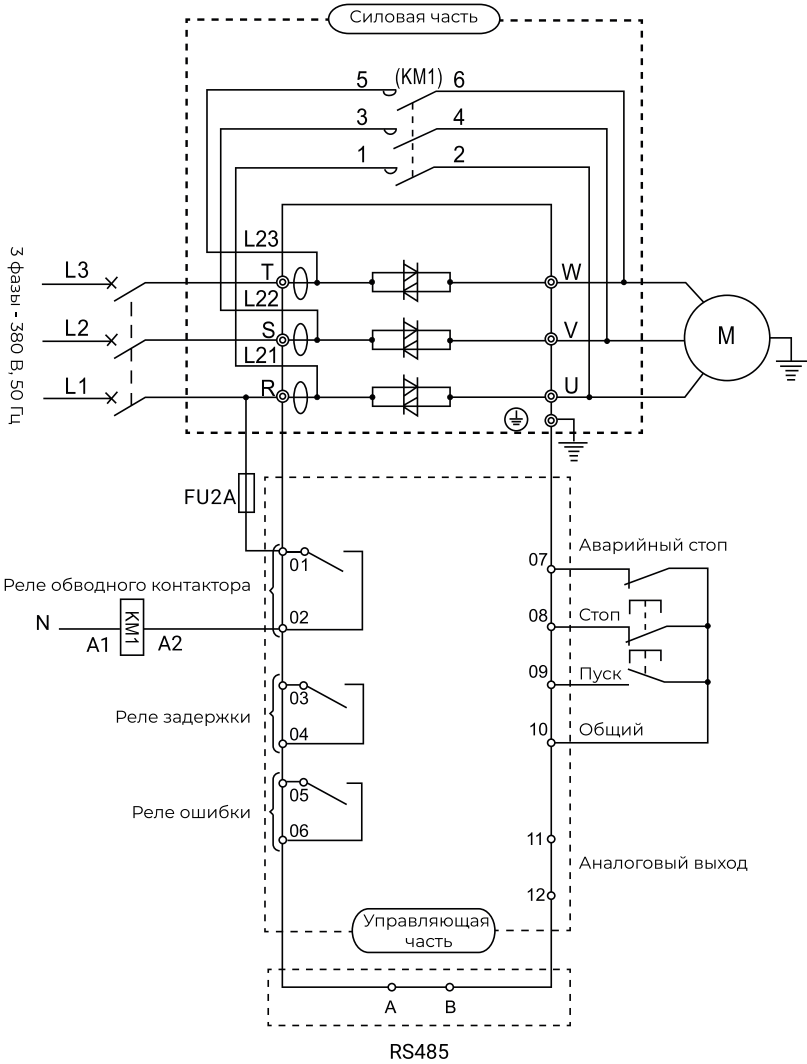 Силовая часть
5 (KM1) 6
3 4
1 2
3 фазы - 380 В, 50 Гц
L23
L3 T W
L22
L2 S V M
L21
L1 R U
FU2A
01
Реле обводного контактора
02
N A1 KM1 A2
03
Реле задержки
04
05
Реле ошибки
06
07 Аварийный стоп
08 Стоп
09 Пуск
10 Общий
11
Аналоговый выход
12
Управляющая
часть
A B
RS485